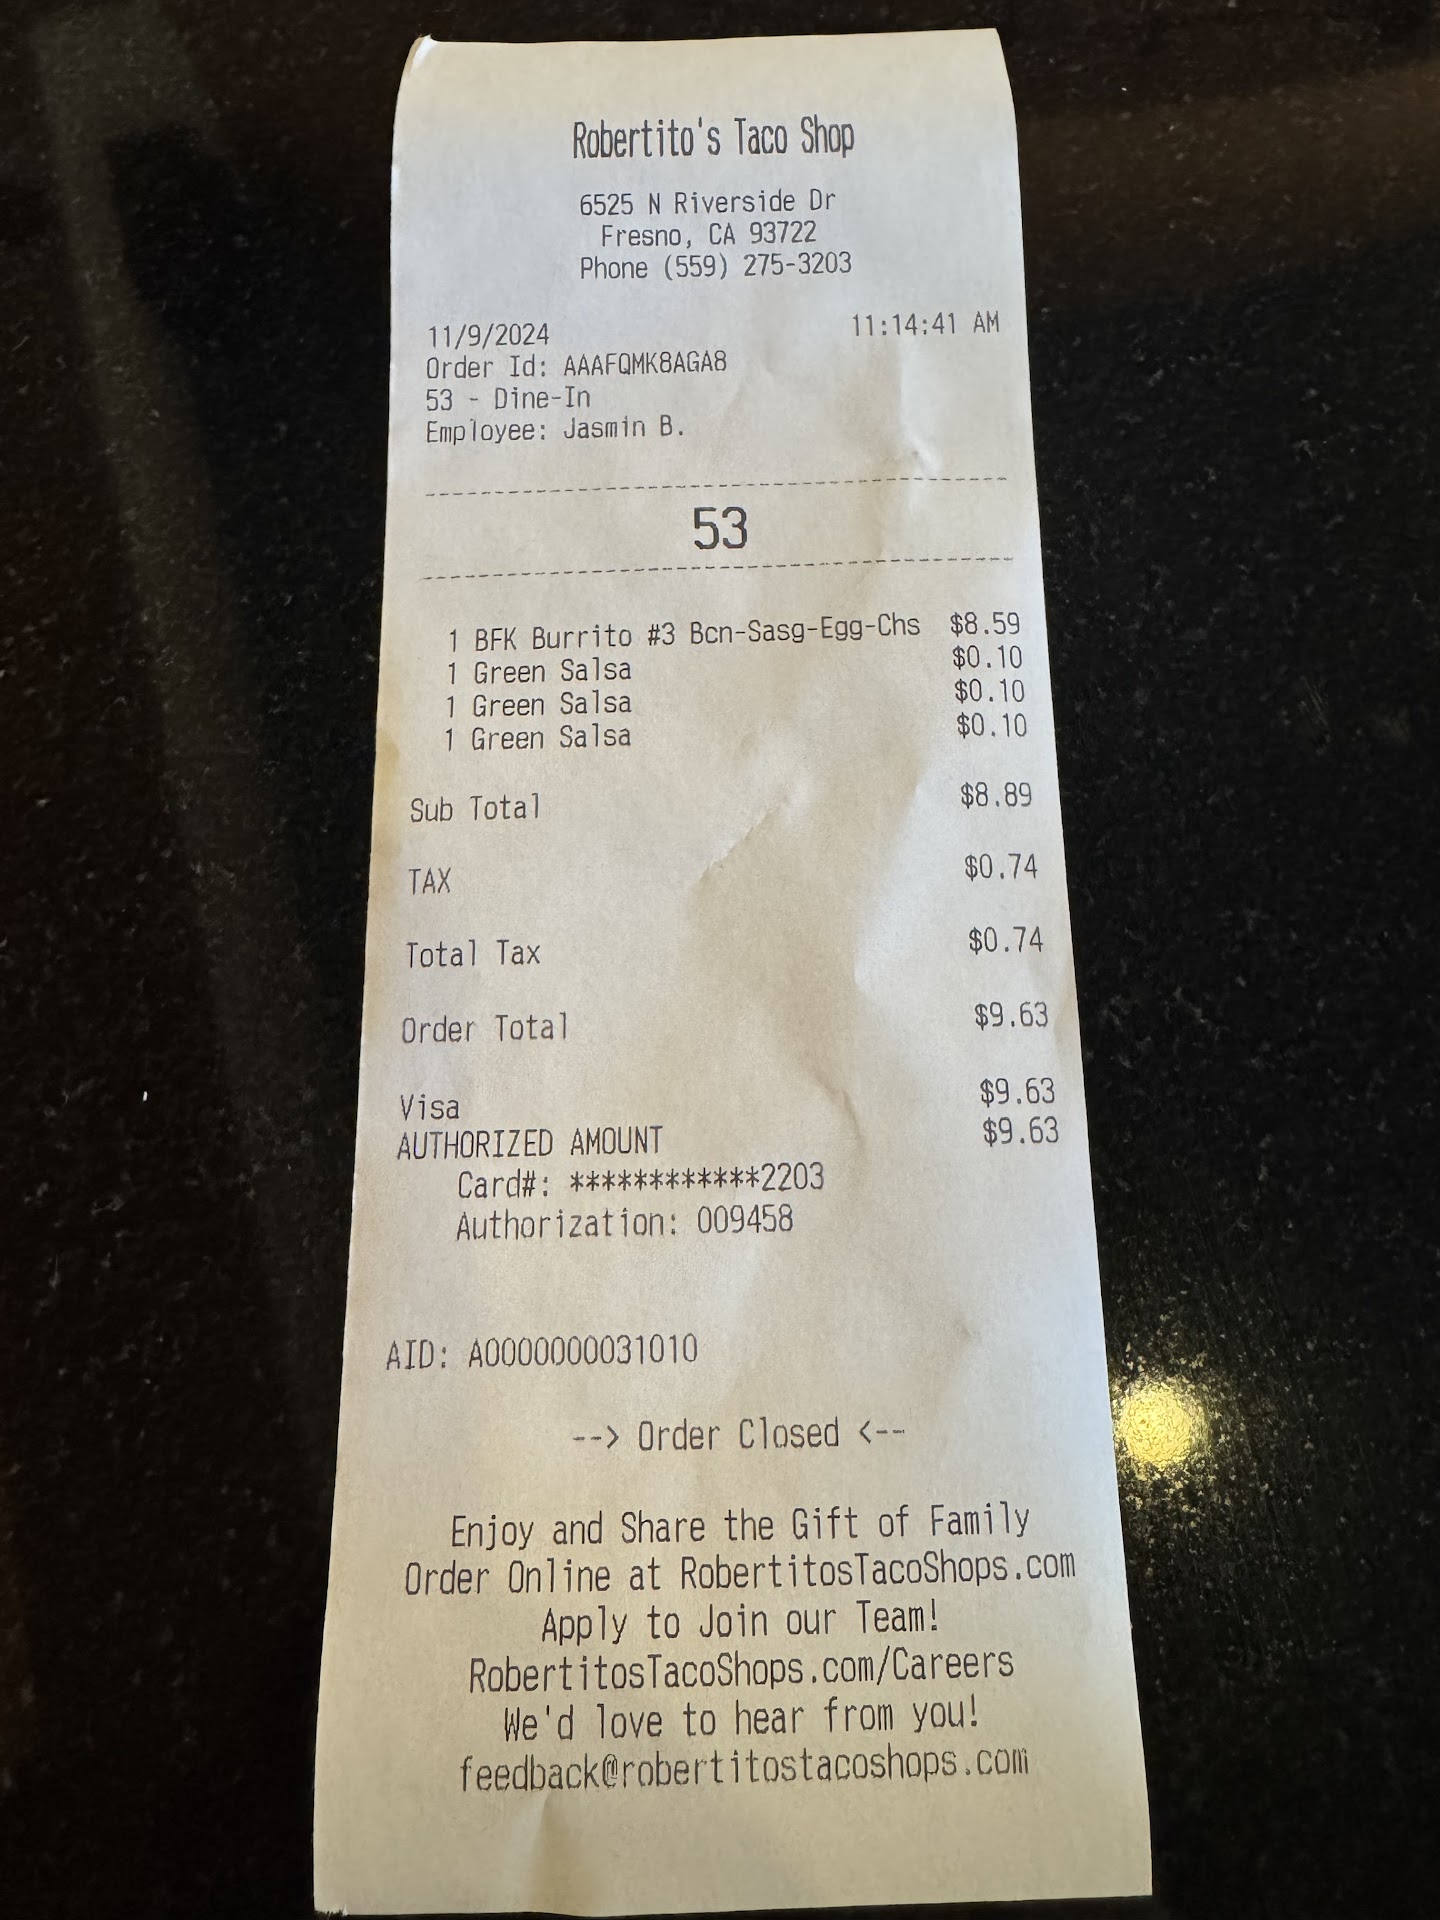 Robertito's Taco Shop
6525 N Riverside Dr
Fresno, CA 93722
Phone (559) 275-3203
11/9/2024 11:14:41 AM
Order Id: AAAFQMK8AGA8
53 - Dine-In
Employee: Jasmin B.
53
1 BFK Burrito #3 Bcn-Sasg-Egg-Chs $8.59
1 Green Salsa $0.10
1 Green Salsa $0.10
1 Green Salsa $0.10
Sub Total $8.89
TAX $0.74
Total Tax $0.74
Order Total $9.63
Visa $9.63
AUTHORIZED AMOUNT $9.63
Card#: ************2203
Authorization: 009458
AID: A0000000031010
--> Order Closed <--
Enjoy and Share the Gift of Family
Order Online at RobertitosTacoShops.com
Apply to Join our Team!
RobertitosTacoShops.com/Careers
We'd love to hear from you!
feedback@robertitostacoshops.com